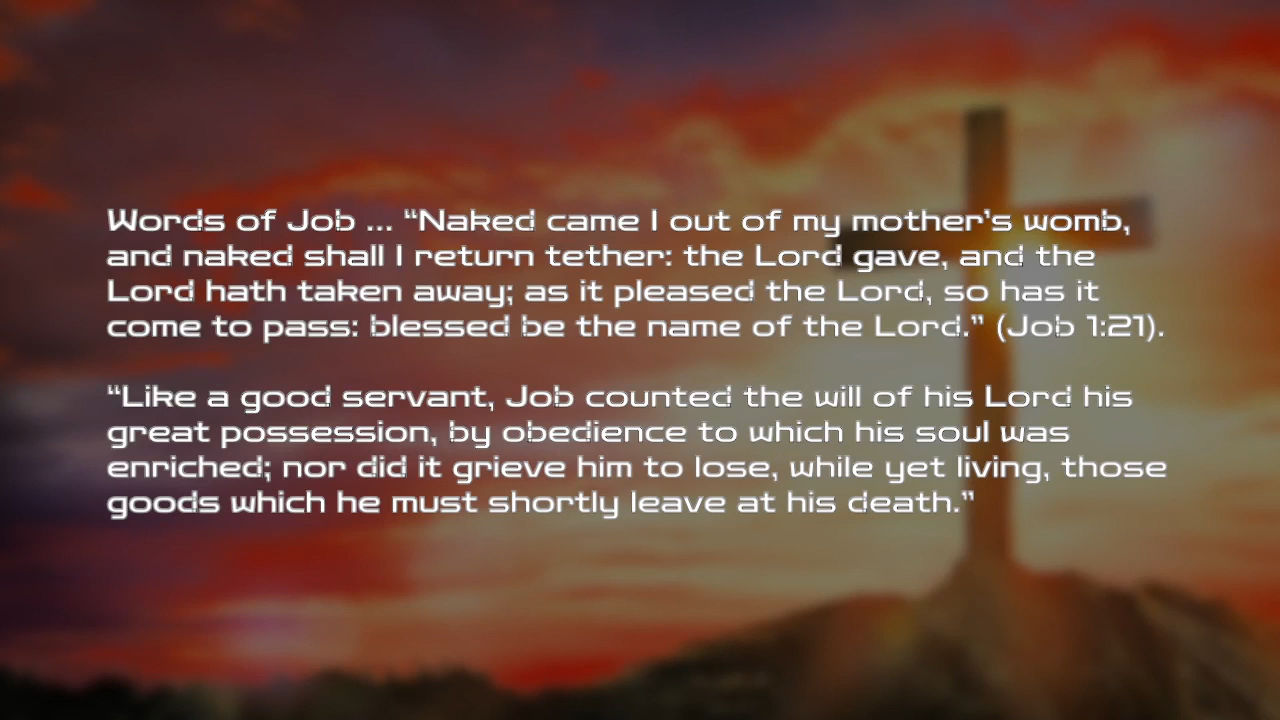 Words of Job ... “Naked came I out of my mother’s womb,
and naked shall I return tether: the Lord gave, and the
Lord hath taken away; as it pleased the Lord, so has it
come to pass: blessed be the name of the Lord.” (Job 1:21).
“Like a good servant, Job counted the will of his Lord his
great possession, by obedience to which his soul was
enriched; nor did it grieve him to lose, while yet living, those
goods which he must shortly leave at his death.”